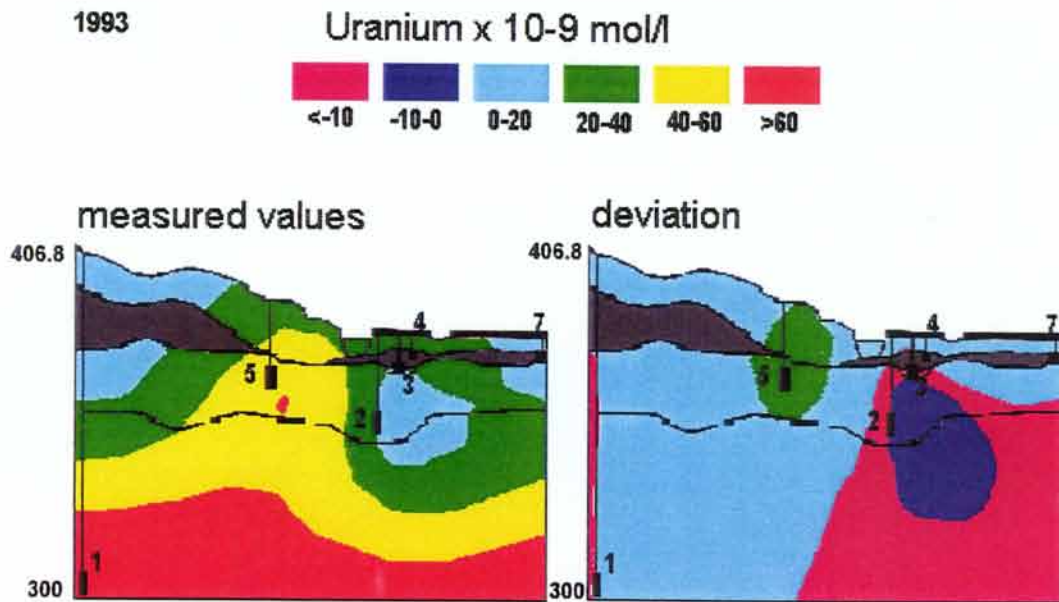 1993
Uranium x 10-9 mol/l
<-10 -10-0 0-20 20-40 40-60 >60
measured values deviation
406.8 406.8
4 7 4 7
5 3 5 3
2 2
1 1
300 300